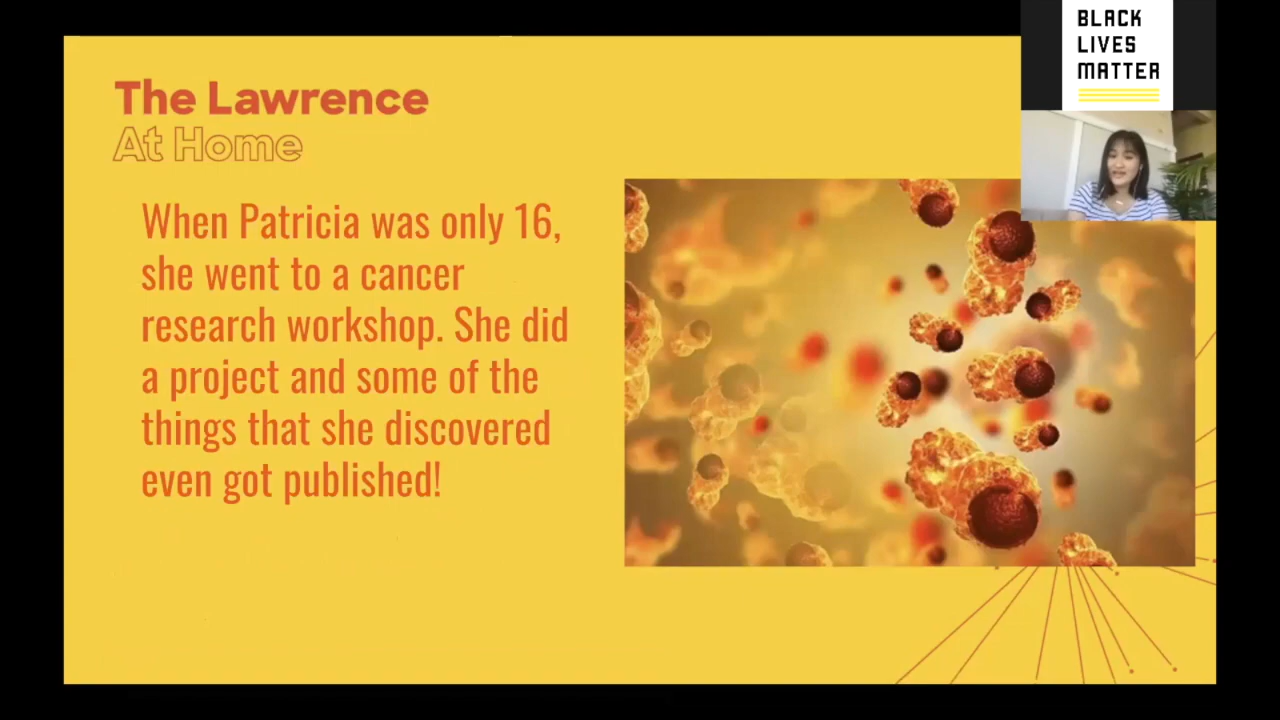 The Lawrence
At Home
When Patricia was only 16,
she went to a cancer
research workshop. She did
a project and some of the
things that she discovered
even got published!
BLACK
LIVES
MATTER